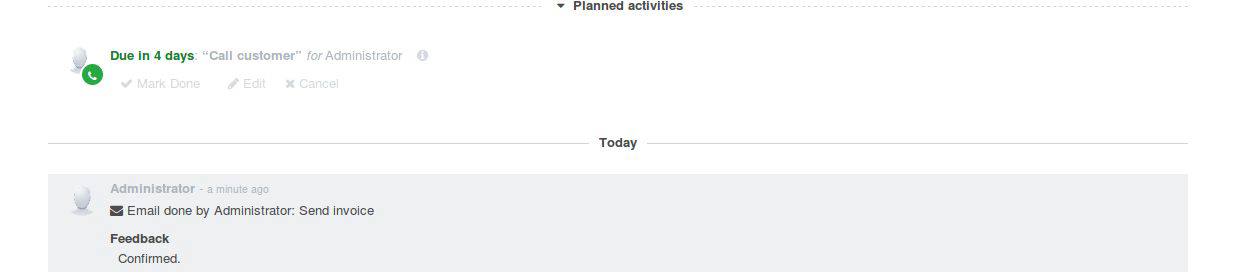 Planned activities
Due in 4 days: “Call customer” for Administrator
Mark Done Edit Cancel
Today
Administrator - a minute ago
Email done by Administrator: Send invoice
Feedback
Confirmed.